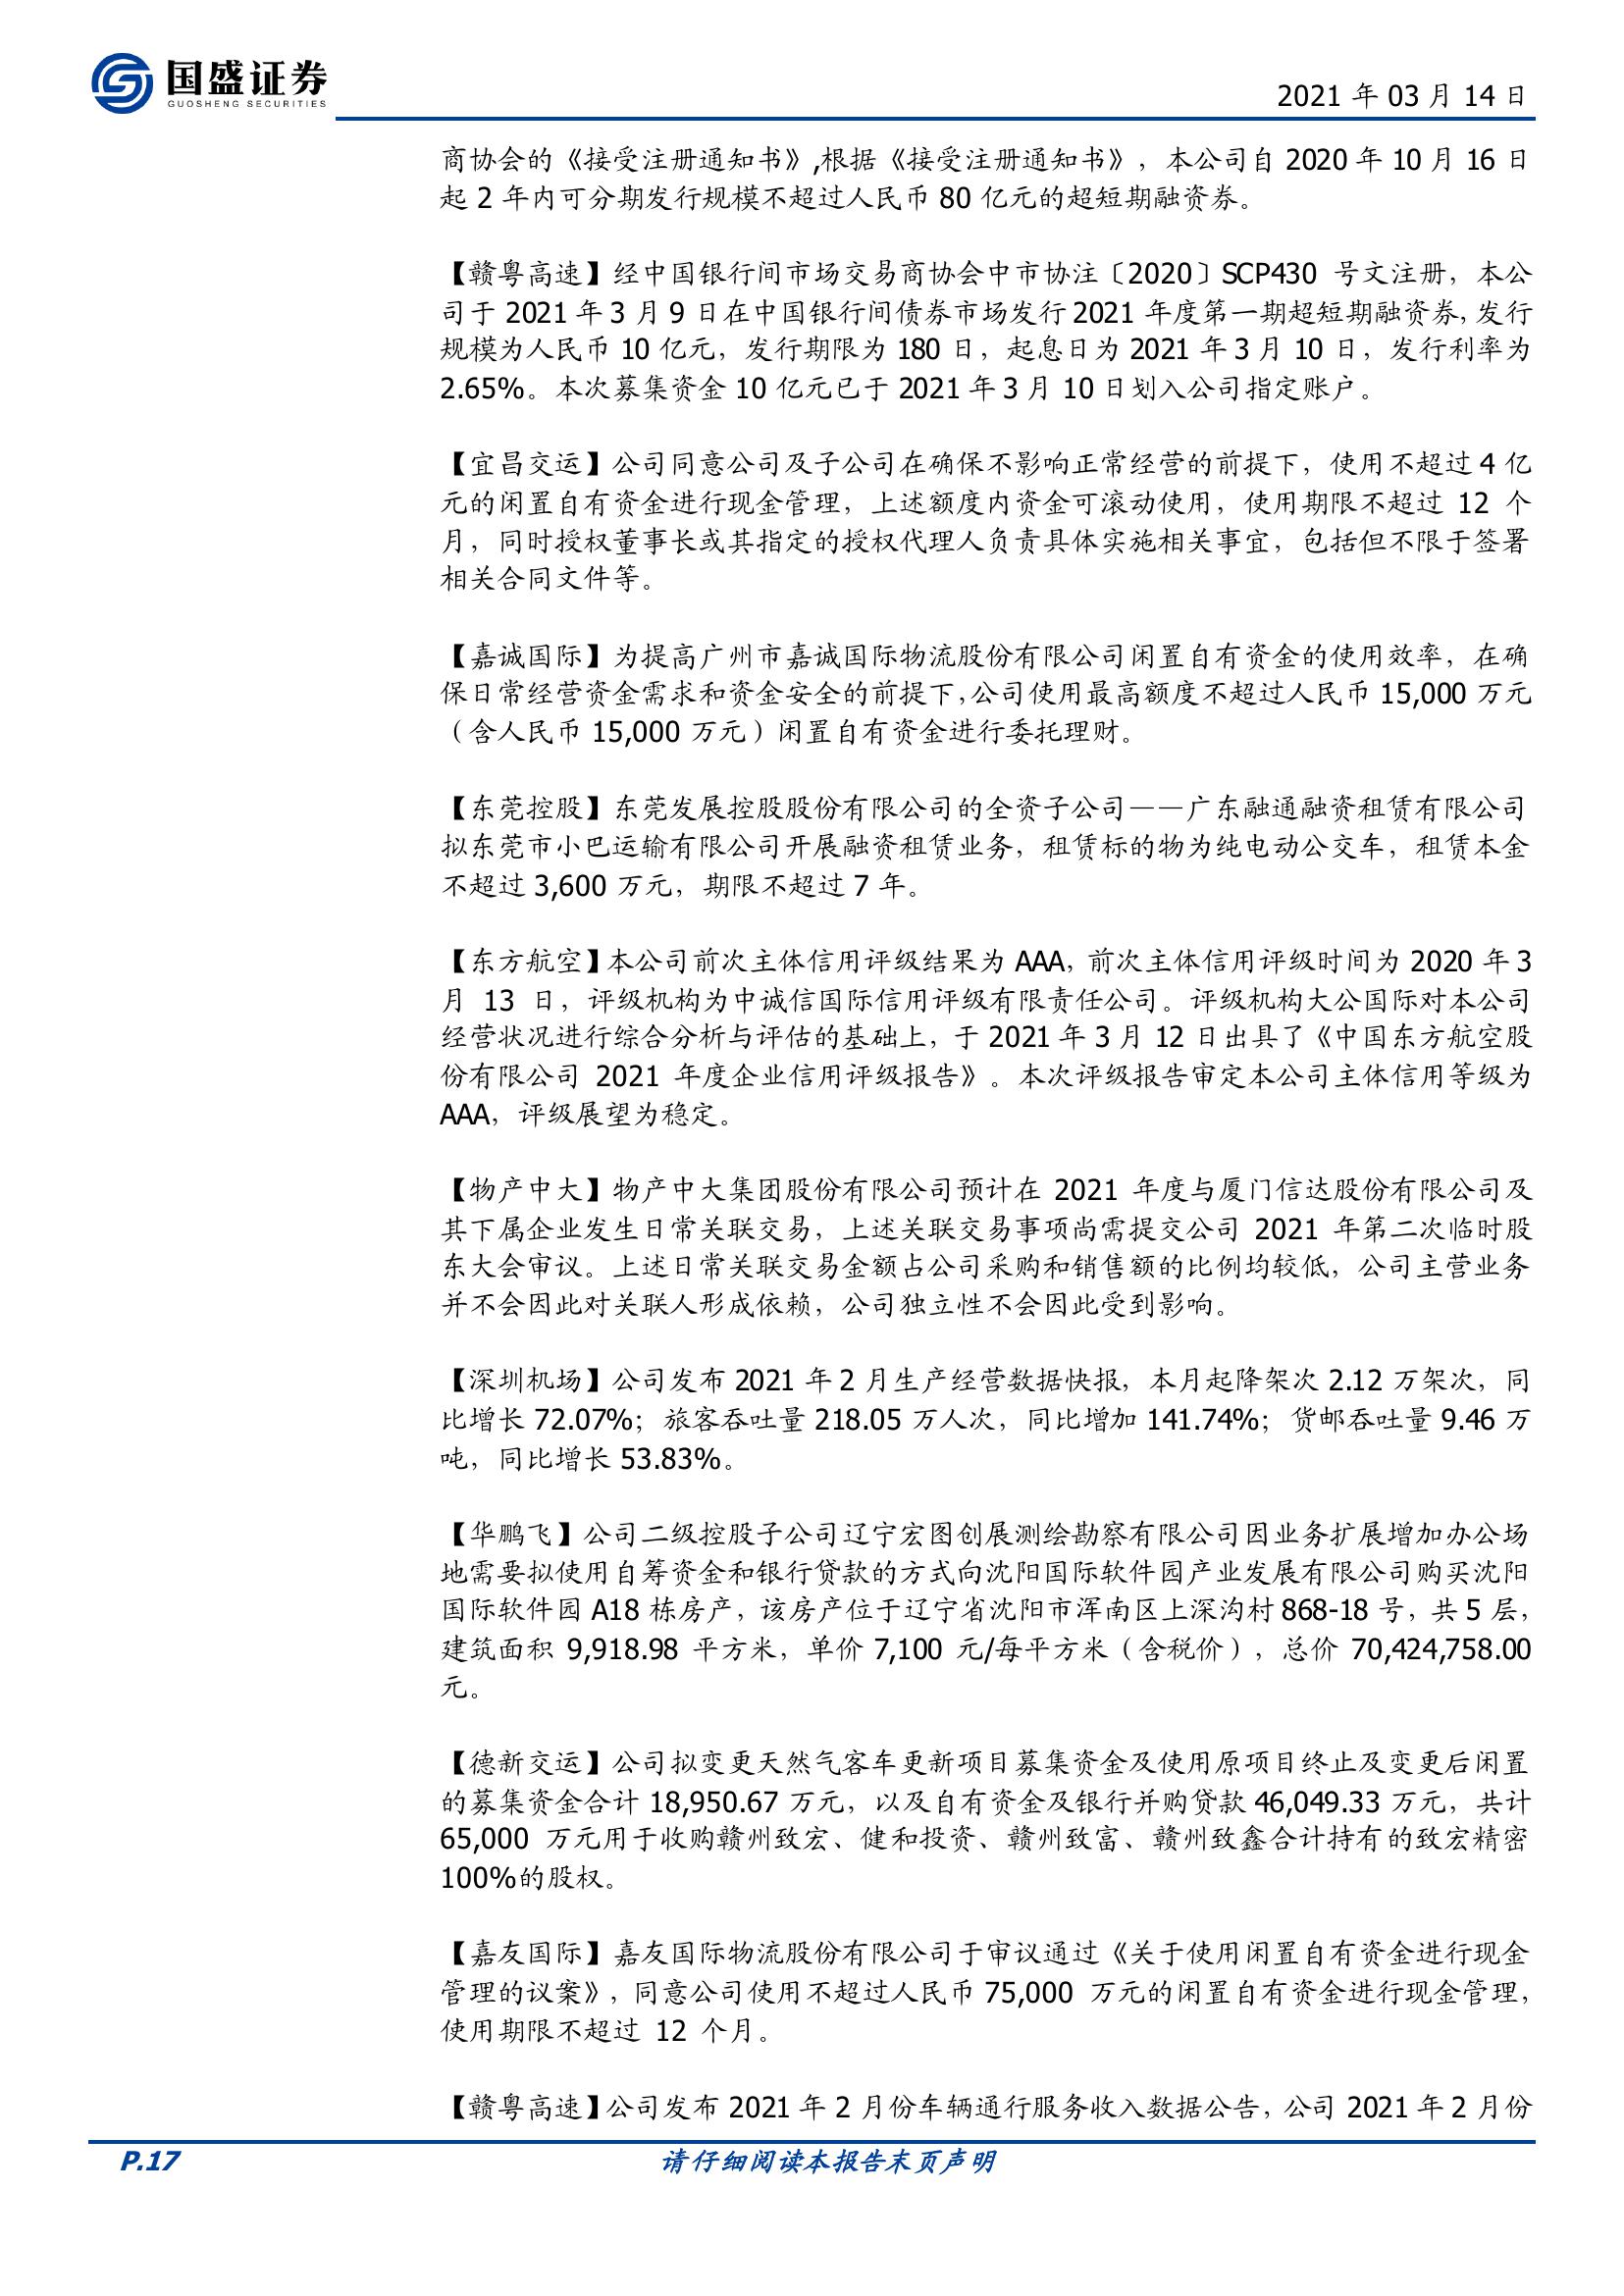 国盛证券
GUOSHENG SECURITIES
2021 年 03 月 14 日
商协会的《接受注册通知书》,根据《接受注册通知书》，本公司自 2020 年 10 月 16 日
起 2 年内可分期发行规模不超过人民币 80 亿元的超短期融资券。
【赣粤高速】经中国银行间市场交易商协会中市协注〔2020〕SCP430 号文注册，本公
司于 2021 年 3 月 9 日在中国银行间债券市场发行 2021 年度第一期超短期融资券，发行
规模为人民币 10 亿元，发行期限为 180 日，起息日为 2021 年 3 月 10 日，发行利率为
2.65%。本次募集资金 10 亿元已于 2021 年 3 月 10 日划入公司指定账户。
【宜昌交运】公司同意公司及子公司在确保不影响正常经营的前提下，使用不超过 4 亿
元的闲置自有资金进行现金管理，上述额度内资金可滚动使用，使用期限不超过 12 个
月，同时授权董事长或其指定的授权代理人负责具体实施相关事宜，包括但不限于签署
相关合同文件等。
【嘉诚国际】为提高广州市嘉诚国际物流股份有限公司闲置自有资金的使用效率，在确
保日常经营资金需求和资金安全的前提下，公司使用最高额度不超过人民币 15,000 万元
（含人民币 15,000 万元）闲置自有资金进行委托理财。
【东莞控股】东莞发展控股股份有限公司的全资子公司——广东融通融资租赁有限公司
拟东莞市小巴运输有限公司开展融资租赁业务，租赁标的物为纯电动公交车，租赁本金
不超过 3,600 万元，期限不超过 7 年。
【东方航空】本公司前次主体信用评级结果为 AAA，前次主体信用评级时间为 2020 年 3
月 13 日，评级机构为中诚信国际信用评级有限责任公司。评级机构大公国际对本公司
经营状况进行综合分析与评估的基础上，于 2021 年 3 月 12 日出具了《中国东方航空股
份有限公司 2021 年度企业信用评级报告》。本次评级报告审定本公司主体信用等级为
AAA，评级展望为稳定。
【物产中大】物产中大集团股份有限公司预计在 2021 年度与厦门信达股份有限公司及
其下属企业发生日常关联交易，上述关联交易事项尚需提交公司 2021 年第二次临时股
东大会审议。上述日常关联交易金额占公司采购和销售额的比例均较低，公司主营业务
并不会因此对关联人形成依赖，公司独立性不会因此受到影响。
【深圳机场】公司发布 2021 年 2 月生产经营数据快报，本月起降架次 2.12 万架次，同
比增长 72.07%；旅客吞吐量 218.05 万人次，同比增加 141.74%；货邮吞吐量 9.46 万
吨，同比增长 53.83%。
【华鹏飞】公司二级控股子公司辽宁宏图创展测绘勘察有限公司因业务扩展增加办公场
地需要拟使用自筹资金和银行贷款的方式向沈阳国际软件园产业发展有限公司购买沈阳
国际软件园 A18 栋房产，该房产位于辽宁省沈阳市浑南区上深沟村 868-18 号，共 5 层，
建筑面积 9,918.98 平方米，单价 7,100 元/每平方米（含税价），总价 70,424,758.00
元。
【德新交运】公司拟变更天然气客车更新项目募集资金及使用原项目终止及变更后闲置
的募集资金合计 18,950.67 万元，以及自有资金及银行并购贷款 46,049.33 万元，共计
65,000 万元用于收购赣州致宏、健和投资、赣州致富、赣州致鑫合计持有的致宏精密
100%的股权。
【嘉友国际】嘉友国际物流股份有限公司于审议通过《关于使用闲置自有资金进行现金
管理的议案》，同意公司使用不超过人民币 75,000 万元的闲置自有资金进行现金管理，
使用期限不超过 12 个月。
【赣粤高速】公司发布 2021 年 2 月份车辆通行服务收入数据公告，公司 2021 年 2 月份
P.17
请仔细阅读本报告末页声明